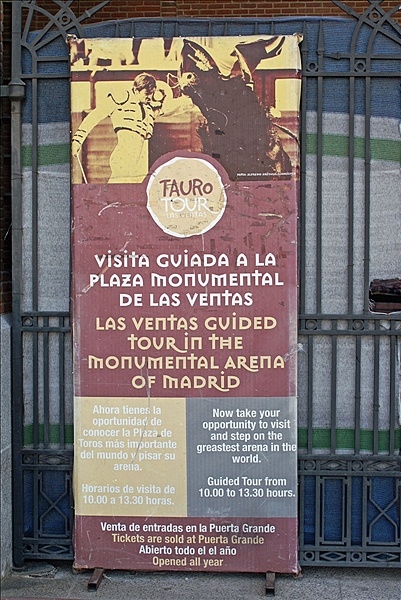 TAURO
TOUR
LAS VENTAS
VISITA GUIADA A LA
PLAZA MONUMENTAL
DE LAS VENTAS
LAS VENTAS GUIDED
TOUR IN THE
MONUMENTAL ARENA
OF MADRID
Ahora tienes la
oportunidad de
conocer la Plaza de
Toros más importante
del mundo y pisar su
arena.
Horarios de visita de
10.00 a 13.30 horas.
Now take your
opportunity to visit
and step on the
greastest arena in the
world.
Guided Tour from
10.00 to 13.30 hours.
Venta de entradas en la Puerta Grande
Tickets are sold at Puerta Grande
Abierto todo el el año
Opened all year